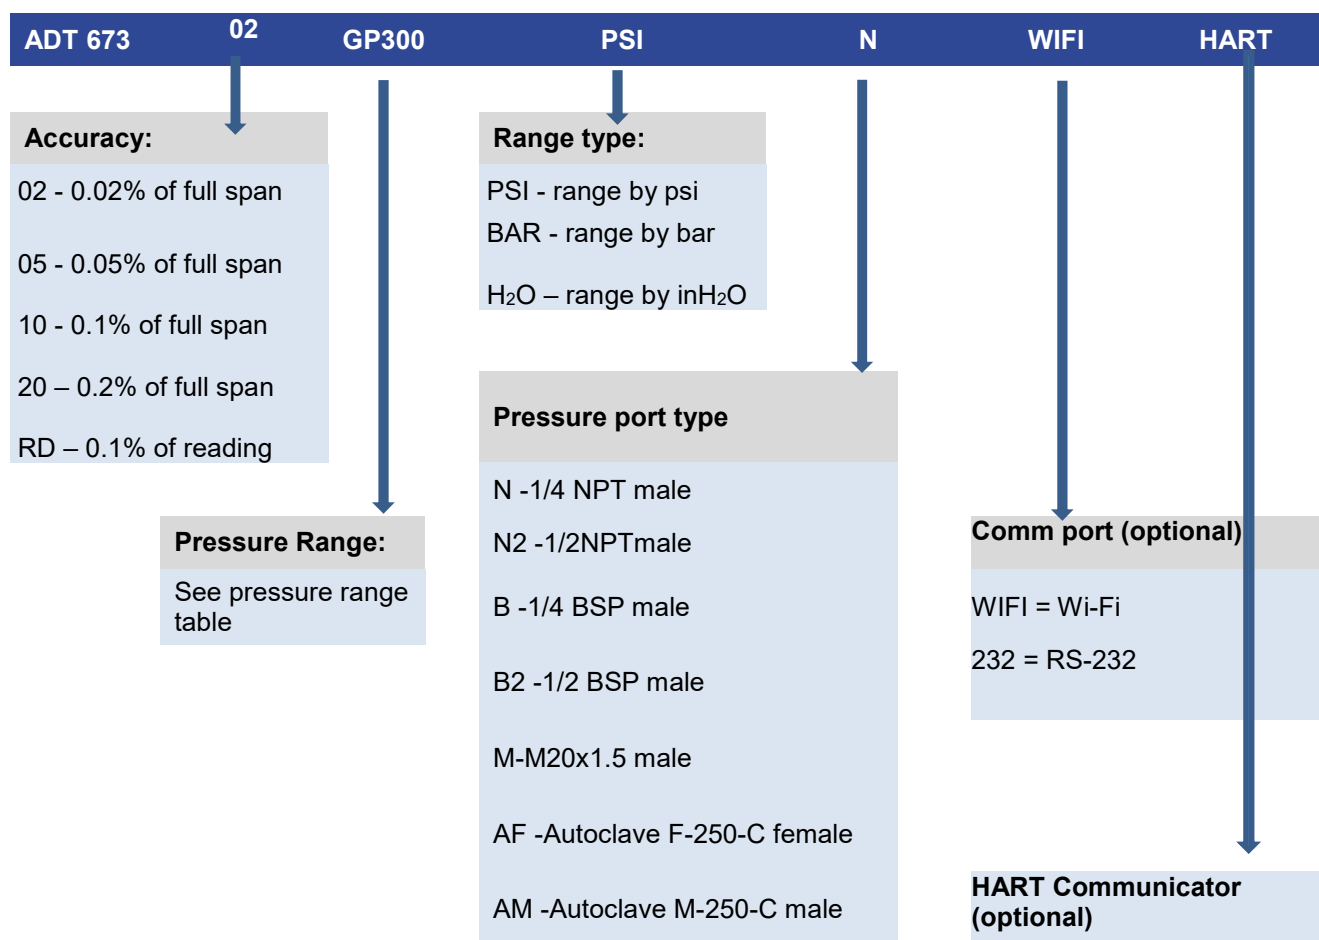 ADT 673 02 GP300 PSI N WIFI HART
Accuracy:
02 - 0.02% of full span
05 - 0.05% of full span
10 - 0.1% of full span
20 – 0.2% of full span
RD – 0.1% of reading
Pressure Range:
See pressure range
table
Range type:
PSI - range by psi
BAR - range by bar
H₂O – range by inH₂O
Pressure port type
N -1/4 NPT male
N2 -1/2NPTmale
B -1/4 BSP male
B2 -1/2 BSP male
M-M20x1.5 male
AF -Autoclave F-250-C female
AM -Autoclave M-250-C male
Comm port (optional)
WIFI = Wi-Fi
232 = RS-232
HART Communicator
(optional)